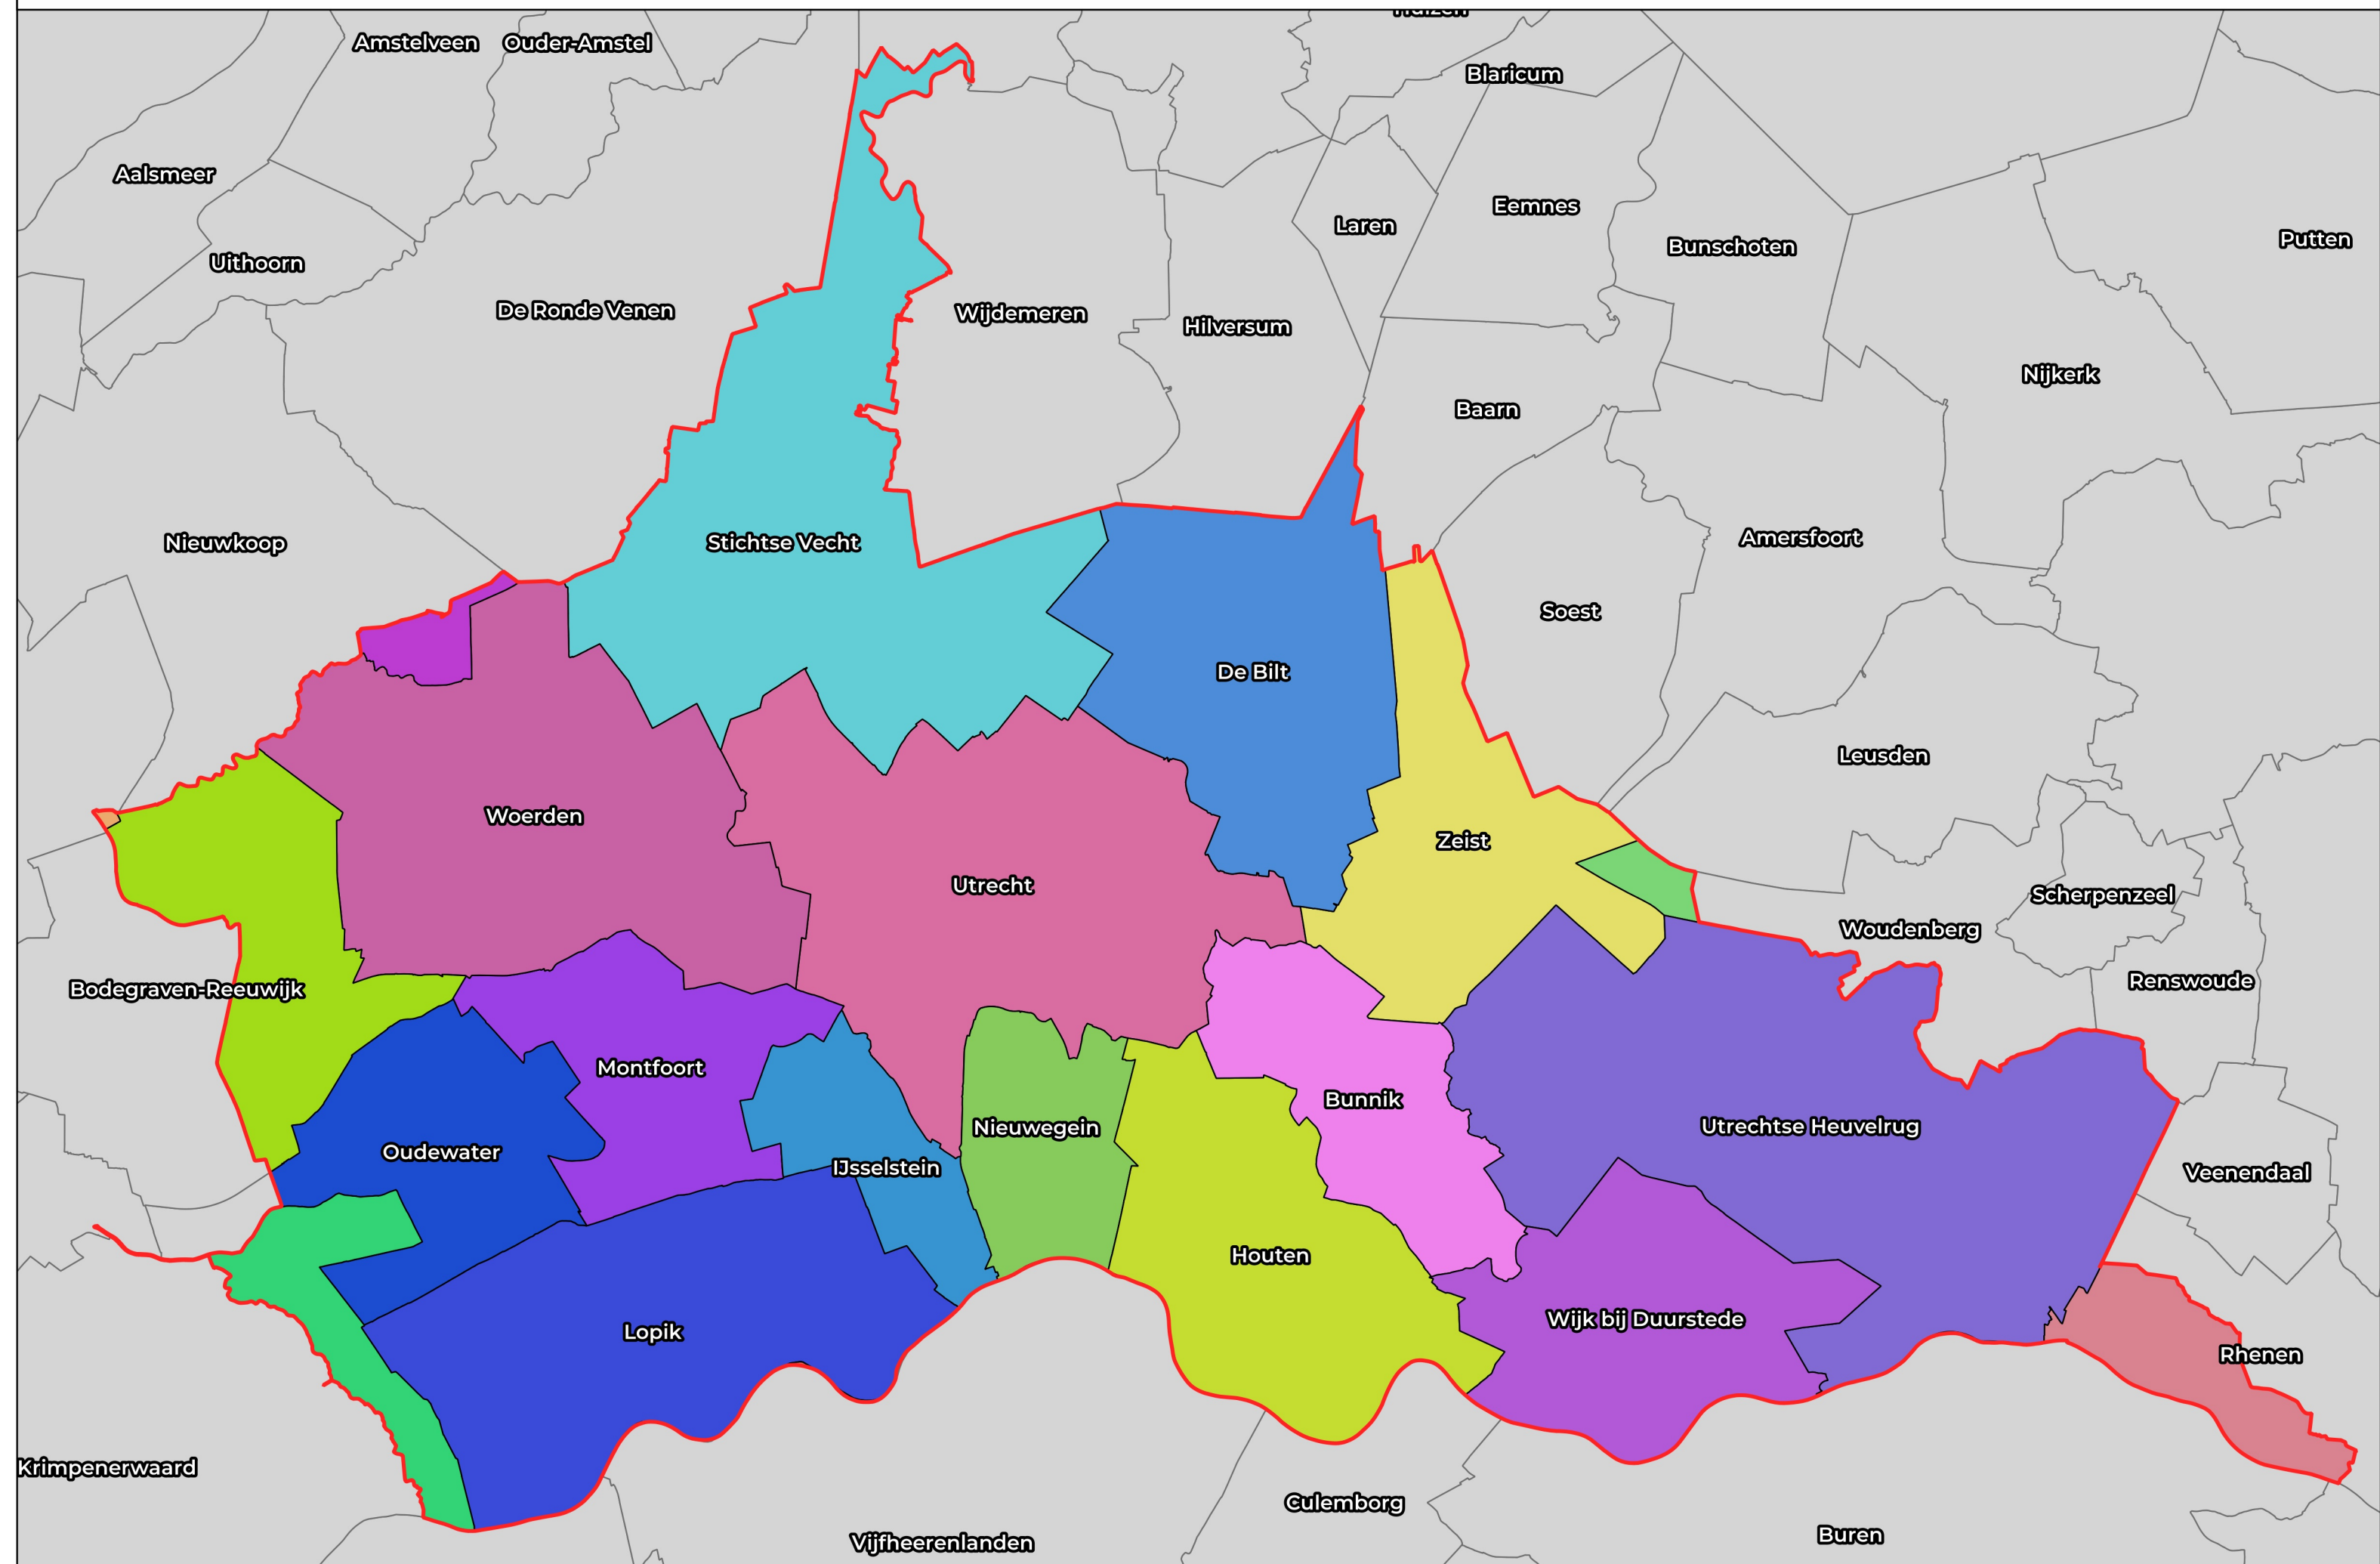 Huizen
Amstelveen
Ouder-Amstel
Blaricum
Aalsmeer
Eemnes
Laren
Putten
Bunschoten
Uithoorn
De Ronde Venen
Wijdemeren
Hilversum
Nijkerk
Baarn
Nieuwkoop
Stichtse Vecht
Amersfoort
Soest
De Bilt
Leusden
Woerden
Zeist
Utrecht
Scherpenzeel
Woudenberg
Bodegraven-Reeuwijk
Renswoude
Montfoort
Bunnik
Nieuwegein
Utrechtse Heuvelrug
Oudewater
IJsselstein
Veenendaal
Houten
Wijk bij Duurstede
Lopik
Rhenen
Krimpenerwaard
Culemborg
Buren
Vijfheerenlanden